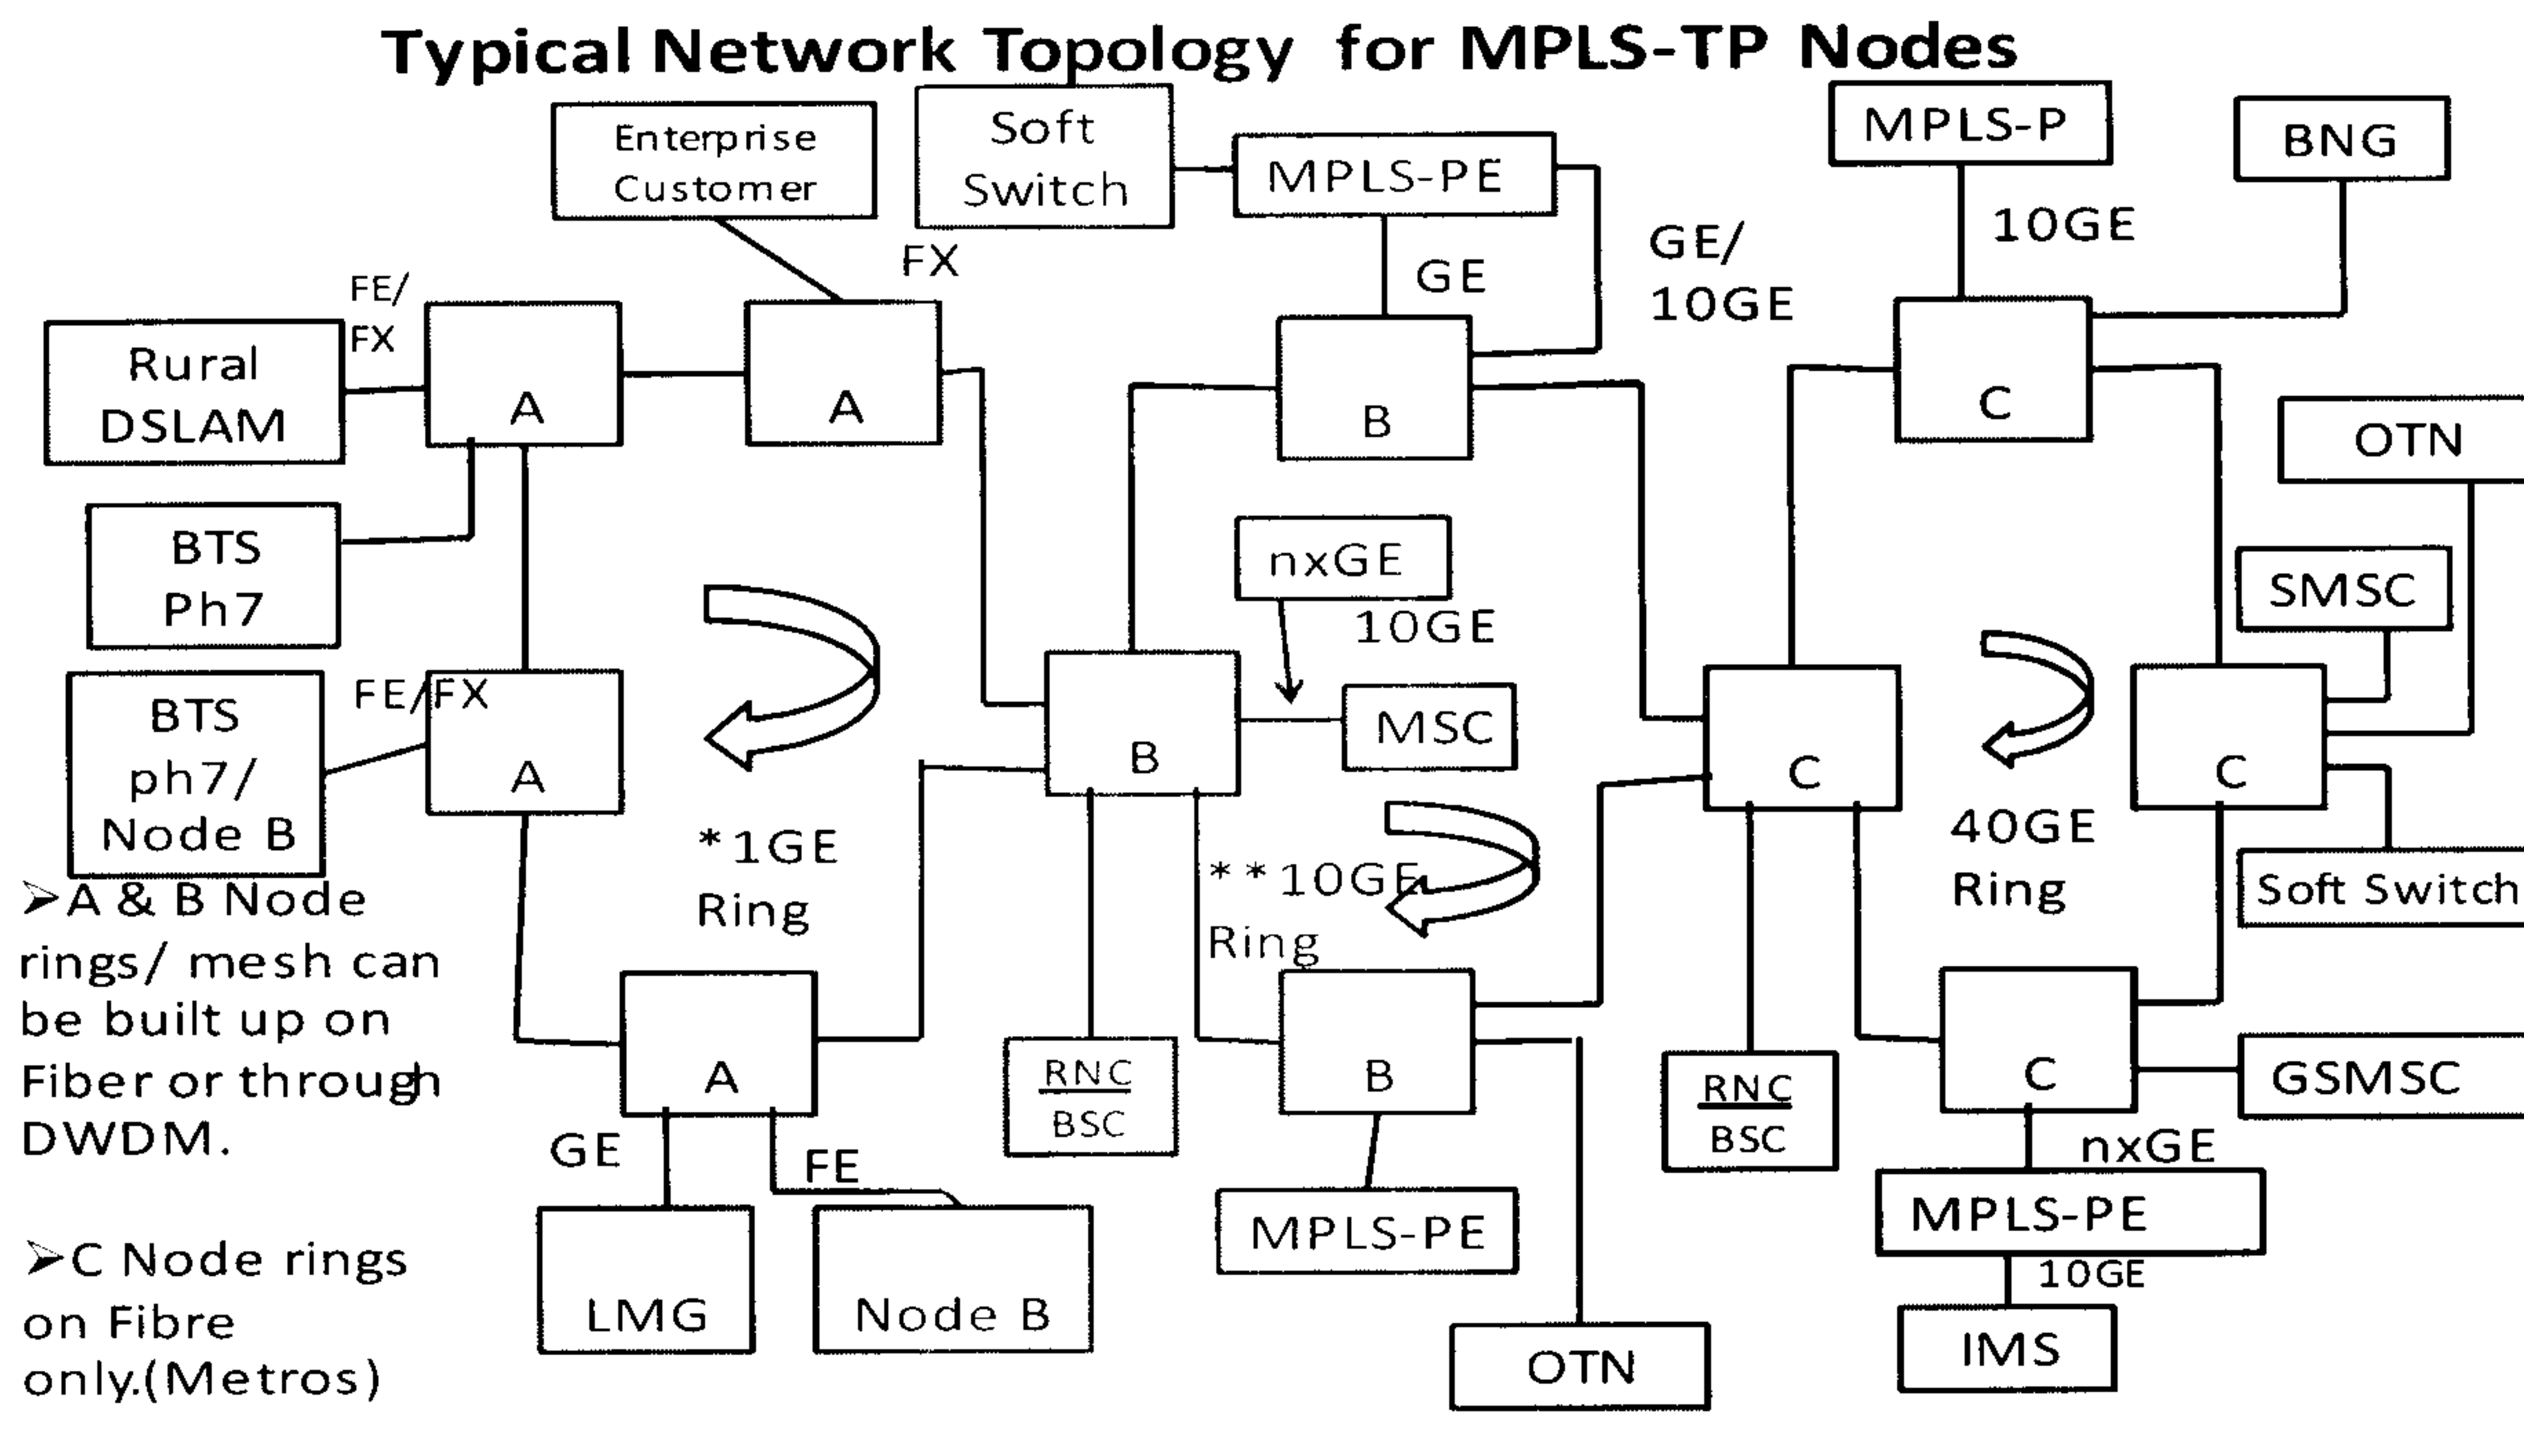 Typical Network Topology for MPLS-TP Nodes
Enterprise
Customer
Soft
Switch
MPLS-PE
MPLS-P
BNG
10GE
FX
GE
GE/
10GE
FE/
FX
Rural
DSLAM
A
A
B
C
OTN
BTS
Ph7
nxGE
10GE
SMSC
BTS
ph7/
Node B
FE/FX
A
B
MSC
C
C
*1GE
Ring
**10GE
Ring
40GE
Ring
Soft Switch
➢A & B Node
rings/ mesh can
be built up on
Fiber or through
DWDM.
A
RNC
BSC
B
RNC
BSC
C
GSMSC
GE
FE
nxGE
MPLS-PE
MPLS-PE
10GE
➢C Node rings
on Fibre
only.(Metros)
LMG
Node B
OTN
IMS